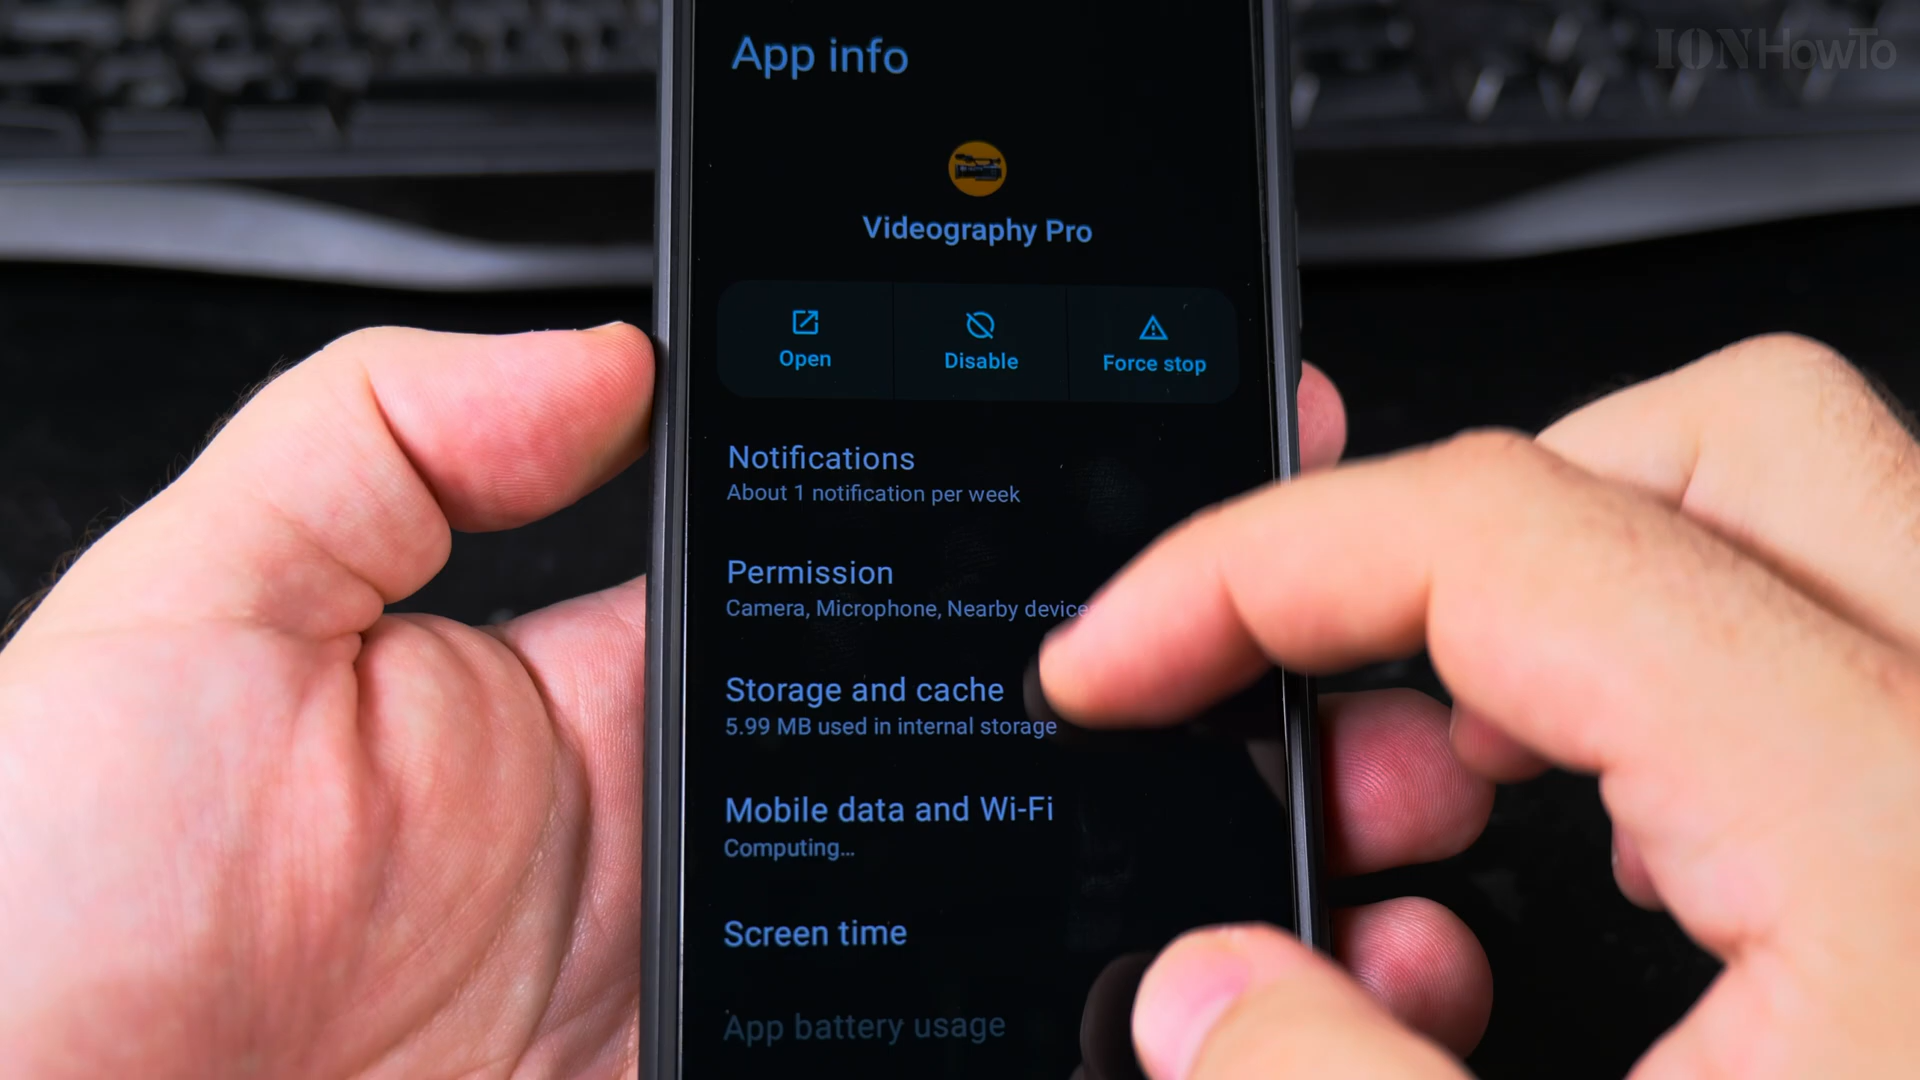 IONHowTo
App info
Videography Pro
Open
Disable
Force stop
Notifications
About 1 notification per week
Permission
Camera, Microphone, Nearby device
Storage and cache
5.99 MB used in internal storage
Mobile data and Wi-Fi
Computing…
Screen time
App battery usage